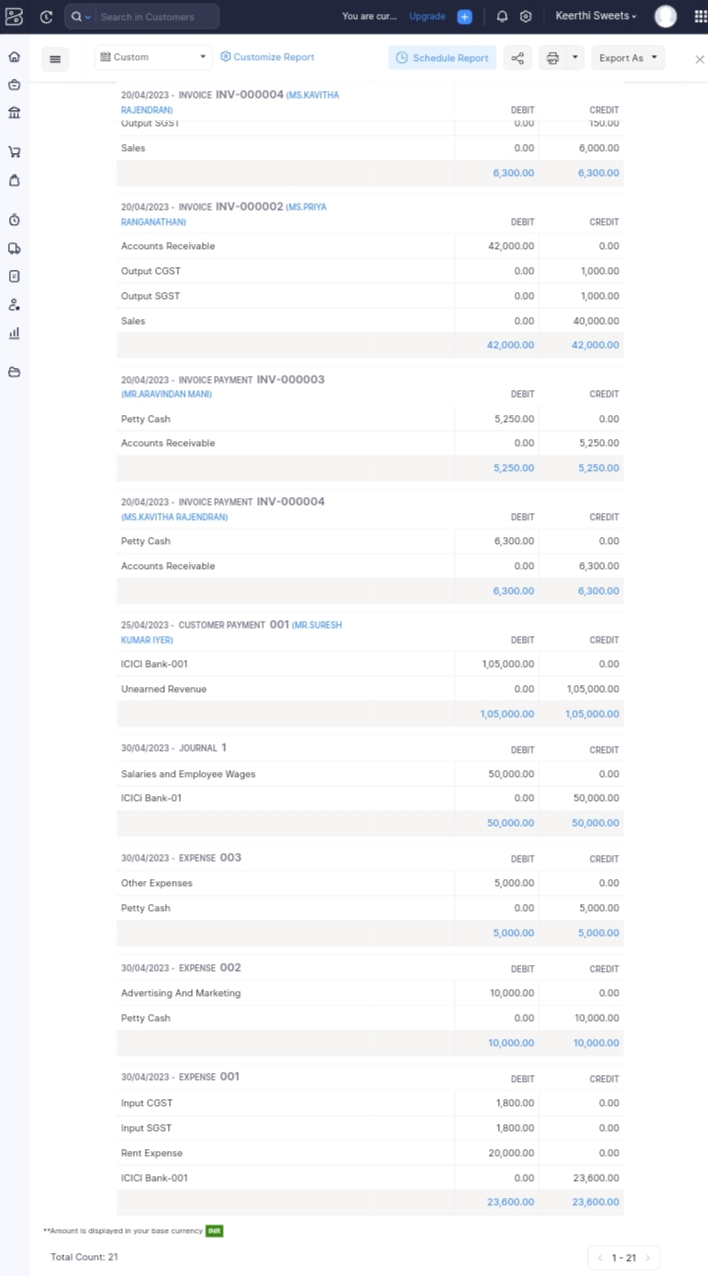 Search in Customers
You are cur... Upgrade
Keerthi Sweets
Custom
Customize Report
Schedule Report
Export As
20/04/2023 - INVOICE INV-000004 (MS.KAVITHA
RAJENDRAN) DEBIT CREDIT
Output SGST 0.00 150.00
Sales 0.00 6,000.00
6,300.00 6,300.00
20/04/2023 - INVOICE INV-000002 (MS.PRIYA
RANGANATHAN) DEBIT CREDIT
Accounts Receivable 42,000.00 0.00
Output CGST 0.00 1,000.00
Output SGST 0.00 1,000.00
Sales 0.00 40,000.00
42,000.00 42,000.00
20/04/2023 - INVOICE PAYMENT INV-000003
(MR.ARAVINDAN MANI) DEBIT CREDIT
Petty Cash 5,250.00 0.00
Accounts Receivable 0.00 5,250.00
5,250.00 5,250.00
20/04/2023 - INVOICE PAYMENT INV-000004
(MS.KAVITHA RAJENDRAN) DEBIT CREDIT
Petty Cash 6,300.00 0.00
Accounts Receivable 0.00 6,300.00
6,300.00 6,300.00
25/04/2023 - CUSTOMER PAYMENT 001 (MR.SURESH
KUMAR IYER) DEBIT CREDIT
ICICI Bank-001 1,05,000.00 0.00
Unearned Revenue 0.00 1,05,000.00
1,05,000.00 1,05,000.00
30/04/2023 - JOURNAL 1 DEBIT CREDIT
Salaries and Employee Wages 50,000.00 0.00
ICICi Bank-01 0.00 50,000.00
50,000.00 50,000.00
30/04/2023 - EXPENSE 003 DEBIT CREDIT
Other Expenses 5,000.00 0.00
Petty Cash 0.00 5,000.00
5,000.00 5,000.00
30/04/2023 - EXPENSE 002 DEBIT CREDIT
Advertising And Marketing 10,000.00 0.00
Petty Cash 0.00 10,000.00
10,000.00 10,000.00
30/04/2023 - EXPENSE 001 DEBIT CREDIT
Input CGST 1,800.00 0.00
Input SGST 1,800.00 0.00
Rent Expense 20,000.00 0.00
ICICI Bank-001 0.00 23,600.00
23,600.00 23,600.00
**Amount is displayed in your base currency INR
Total Count: 21 1 - 21